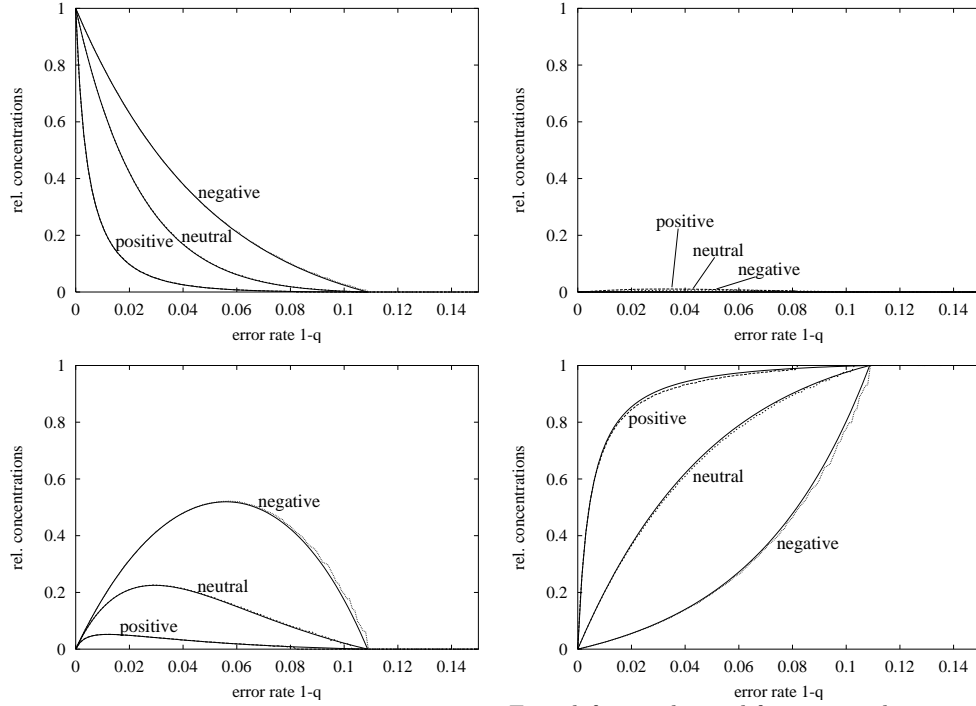 1
0.8
0.6
0.4
0.2
0
rel. concentrations
negative
neutral
positive
0 0.02 0.04 0.06 0.08 0.1 0.12 0.14
error rate 1-q
1
0.8
0.6
0.4
0.2
0
rel. concentrations
positive
neutral
negative
0 0.02 0.04 0.06 0.08 0.1 0.12 0.14
error rate 1-q
1
0.8
0.6
0.4
0.2
0
rel. concentrations
negative
neutral
positive
0 0.02 0.04 0.06 0.08 0.1 0.12 0.14
error rate 1-q
1
0.8
0.6
0.4
0.2
0
rel. concentrations
positive
neutral
negative
0 0.02 0.04 0.06 0.08 0.1 0.12 0.14
error rate 1-q